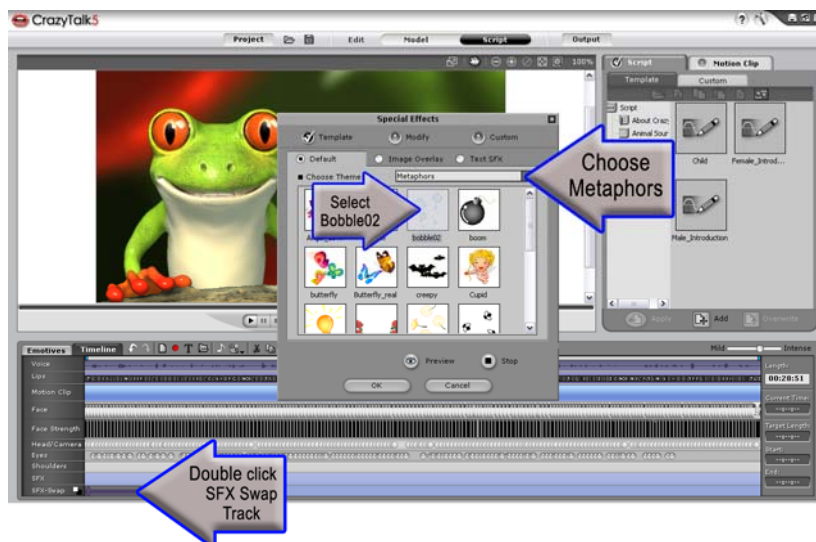 CrazyTalk5
Project Edit Model Script Output
100%
Script Motion Clip
Template Custom
Script
About Crazy
Animal Sour
Child Female_Introd...
Male_Introduction
Apply Add Overwrite
Special Effects
Template Modify Custom
Default Image Overlay Text SFX
Choose Theme Metaphors
Choose
Metaphors
Select
Bobble02
bobble02 boom
butterfly Butterfly_real creepy Cupid
Preview Stop
OK Cancel
Emotives Timeline
Mild Intense
Voice
Lips
Motion Clip
Face
Face Strength
Head/Camera
Eyes
Shoulders
SFX
SFX-Swap
Double click
SFX Swap
Track
Length:
00:28:51
Current Time:
--:--:--
Target Length:
--:--:--
Start:
--:--:--
End:
--:--:--